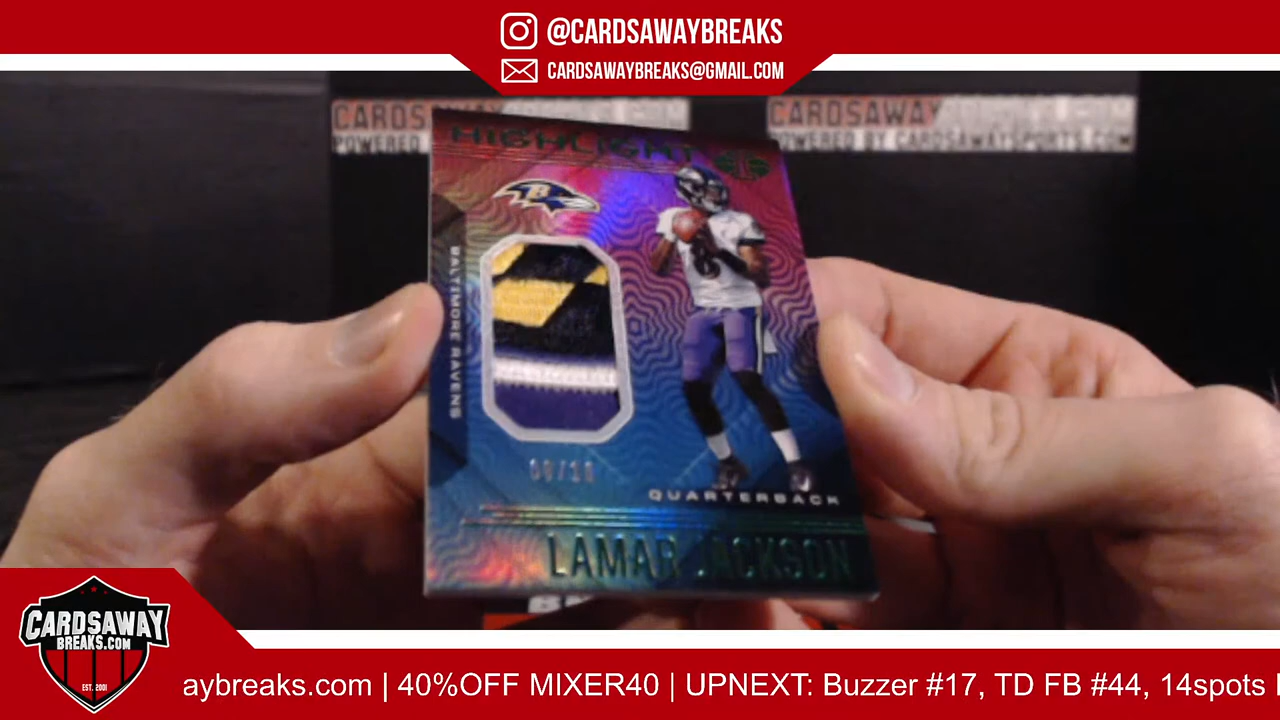 @CARDSAWAYBREAKS
CARDSAWAYBREAKS@GMAIL.COM
CARDSAWAY
POWERED BY CARDSAWAYSPORTS.COM
HIGHLIGHT
BALTIMORE RAVENS
8
QUARTERBACK
LAMAR JACKSON
CARDSAWAY
BREAKS.COM
EST. 2001
aybreaks.com | 40%OFF MIXER40 | UPNEXT: Buzzer #17, TD FB #44, 14spots